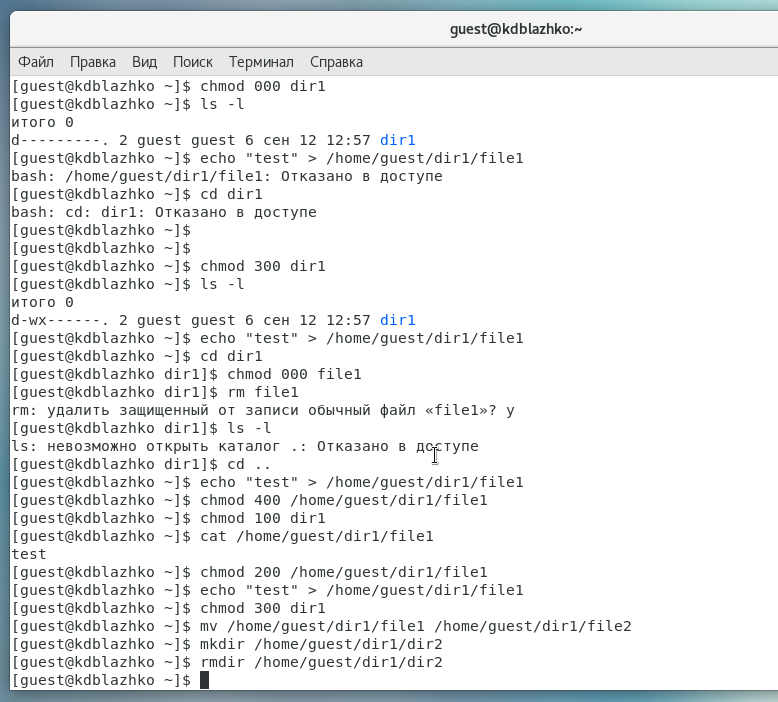 guest@kdblazhko:~
Файл Правка Вид Поиск Терминал Справка
[guest@kdblazhko ~]$ chmod 000 dir1
[guest@kdblazhko ~]$ ls -l
итого 0
d---------. 2 guest guest 6 сен 12 12:57 dir1
[guest@kdblazhko ~]$ echo "test" > /home/guest/dir1/file1
bash: /home/guest/dir1/file1: Отказано в доступе
[guest@kdblazhko ~]$ cd dir1
bash: cd: dir1: Отказано в доступе
[guest@kdblazhko ~]$
[guest@kdblazhko ~]$
[guest@kdblazhko ~]$ chmod 300 dir1
[guest@kdblazhko ~]$ ls -l
итого 0
d-wx------. 2 guest guest 6 сен 12 12:57 dir1
[guest@kdblazhko ~]$ echo "test" > /home/guest/dir1/file1
[guest@kdblazhko ~]$ cd dir1
[guest@kdblazhko dir1]$ chmod 000 file1
[guest@kdblazhko dir1]$ rm file1
rm: удалить защищенный от записи обычный файл «file1»? y
[guest@kdblazhko dir1]$ ls -l
ls: невозможно открыть каталог .: Отказано в доступе
[guest@kdblazhko dir1]$ cd ..
[guest@kdblazhko ~]$ echo "test" > /home/guest/dir1/file1
[guest@kdblazhko ~]$ chmod 400 /home/guest/dir1/file1
[guest@kdblazhko ~]$ chmod 100 dir1
[guest@kdblazhko ~]$ cat /home/guest/dir1/file1
test
[guest@kdblazhko ~]$ chmod 200 /home/guest/dir1/file1
[guest@kdblazhko ~]$ echo "test" > /home/guest/dir1/file1
[guest@kdblazhko ~]$ chmod 300 dir1
[guest@kdblazhko ~]$ mv /home/guest/dir1/file1 /home/guest/dir1/file2
[guest@kdblazhko ~]$ mkdir /home/guest/dir1/dir2
[guest@kdblazhko ~]$ rmdir /home/guest/dir1/dir2
[guest@kdblazhko ~]$